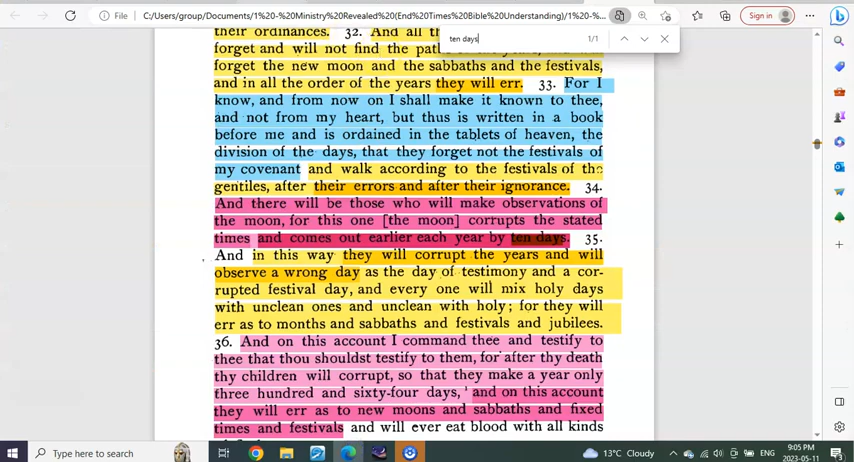 File
C:/Users/group/Documents/1%20-%20Ministry%20Revealed%20(End%20Times%20Bible%20Understanding)/1%20-%...
Sign in
ten days
1/1
their ordinances. 32. And all th
forget and will not find the path
forget the new moon and the sabbaths and the festivals,
and in all the order of the years they will err. 33. For I
know, and from now on I shall make it known to thee,
and not from my heart, but thus is written in a book
before me and is ordained in the tablets of heaven, the
division of the days, that they forget not the festivals of
my covenant and walk according to the festivals of the
gentiles, after their errors and after their ignorance. 34.
And there will be those who will make observations of
the moon, for this one [the moon] corrupts the stated
times and comes out earlier each year by ten days. 35.
And in this way they will corrupt the years and will
observe a wrong day as the day of testimony and a cor-
rupted festival day, and every one will mix holy days
with unclean ones and unclean with holy; for they will
err as to months and sabbaths and festivals and jubilees.
36. And on this account I command thee and testify to
thee that thou shouldst testify to them, for after thy death
thy children will corrupt, so that they make a year only
three hundred and sixty-four days, and on this account
they will err as to new moons and sabbaths and fixed
times and festivals and will ever eat blood with all kinds
Type here to search
13°C Cloudy
ENG
9:05 PM
2023-05-11